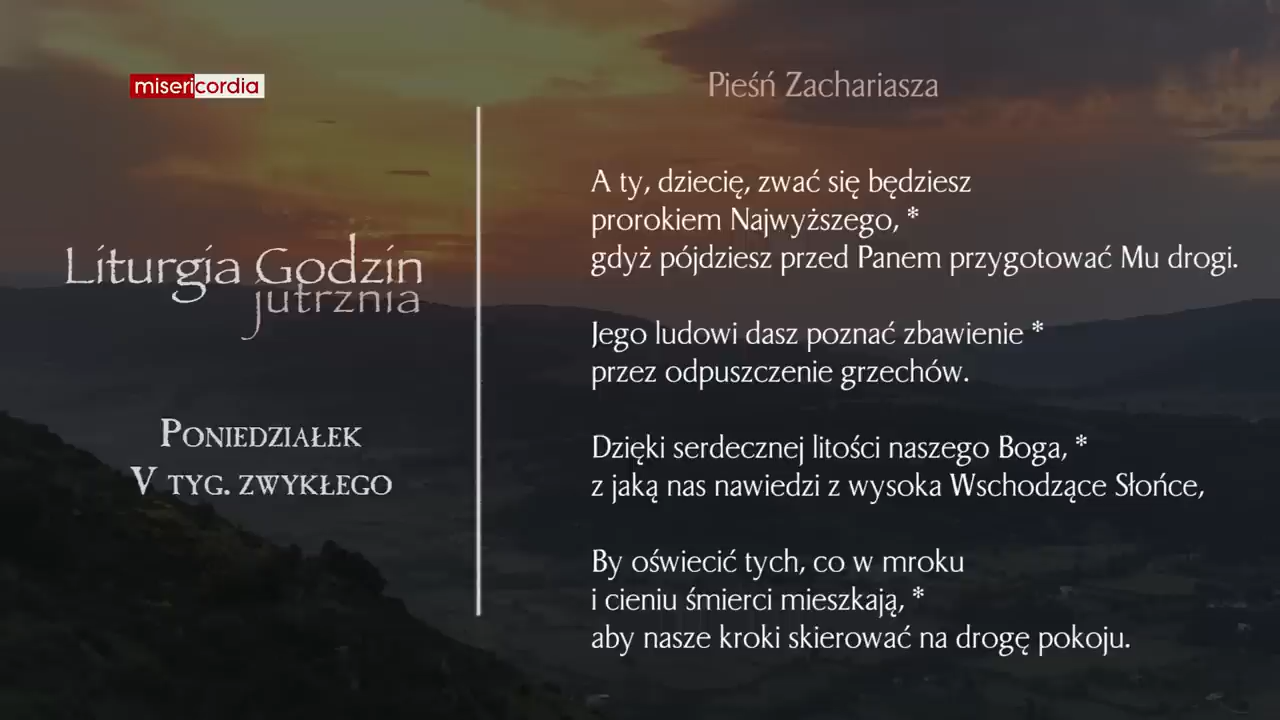 misericordia
Liturgia Godzin
jutrznia
Poniedziałek
V tyg. zwykłego
Pieśń Zachariasza
A ty, dziecię, zwać się będziesz
prorokiem Najwyższego, *
gdyż pójdziesz przed Panem przygotować Mu drogi.
Jego ludowi dasz poznać zbawienie *
przez odpuszczenie grzechów.
Dzięki serdecznej litości naszego Boga, *
z jaką nas nawiedzi z wysoka Wschodzące Słońce,
By oświecić tych, co w mroku
i cieniu śmierci mieszkają, *
aby nasze kroki skierować na drogę pokoju.